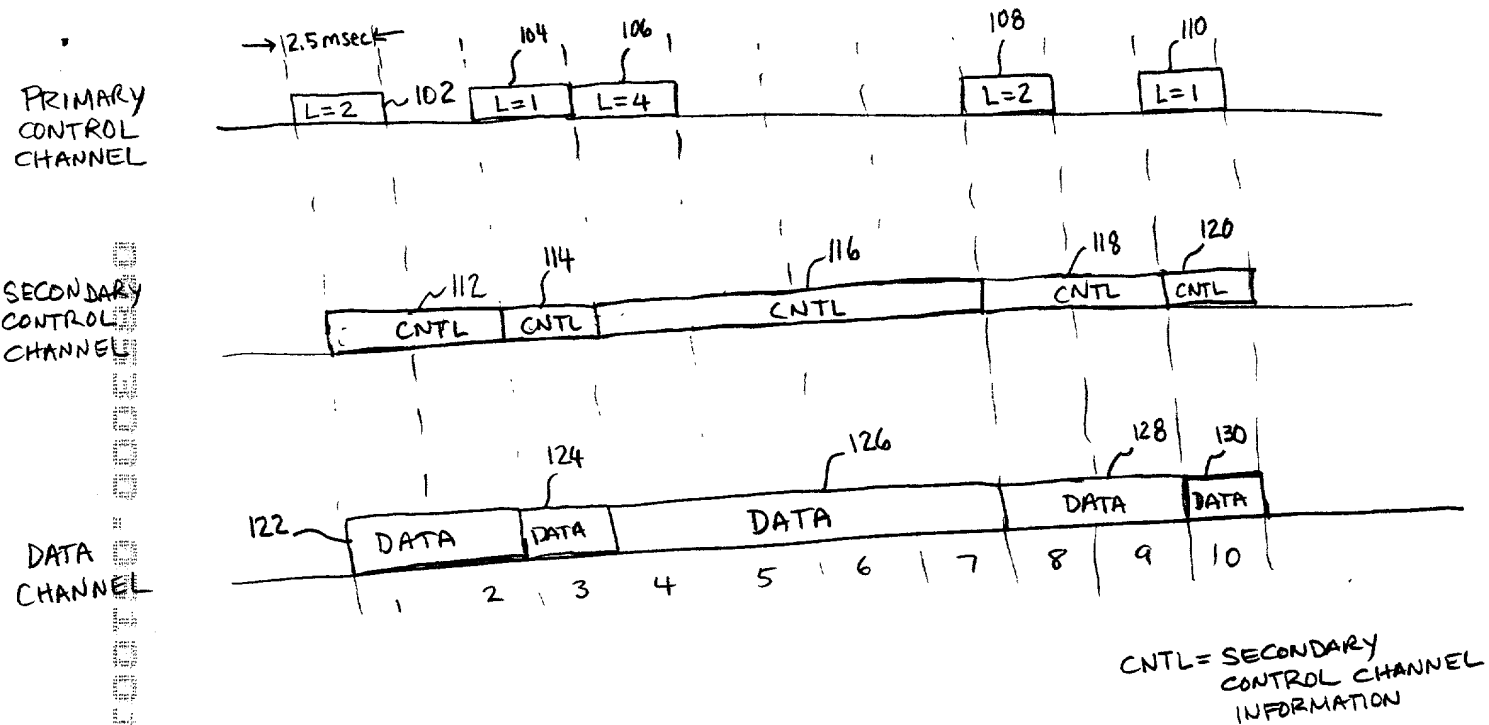 →|2.5 msec|←
104
106
108
110
PRIMARY
CONTROL
CHANNEL
L=2
102
L=1
L=4
L=2
L=1
SECONDARY
CONTROL
CHANNEL
112
114
116
118
120
CNTL
CNTL
CNTL
CNTL
CNTL
DATA
CHANNEL
122
124
126
128
130
DATA
DATA
DATA
DATA
DATA
1 2 3 4 5 6 7 8 9 10
CNTL = SECONDARY
CONTROL CHANNEL
INFORMATION